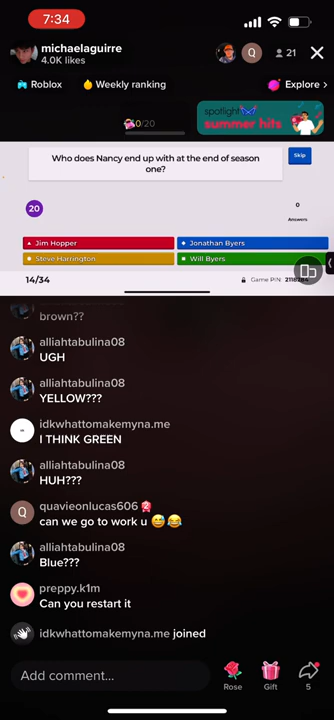 7:34
michaelaguirre
4.0K likes
Q
21
Roblox
Weekly ranking
Explore >
0/20
spotlight
summer hits
Who does Nancy end up with at the end of season
one?
Skip
20
0
Answers
Jim Hopper
Jonathan Byers
Steve Harrington
Will Byers
14/34
Game PIN:
brown??
alliahtabulina08
UGH
alliahtabulina08
YELLOW???
idkwhattomakemyna.me
I THINK GREEN
alliahtabulina08
HUH???
Q
quavieonlucas606
can we go to work u 😅😂
alliahtabulina08
Blue???
preppy.k1m
Can you restart it
idkwhattomakemyna.me joined
Add comment...
Rose
Gift
5